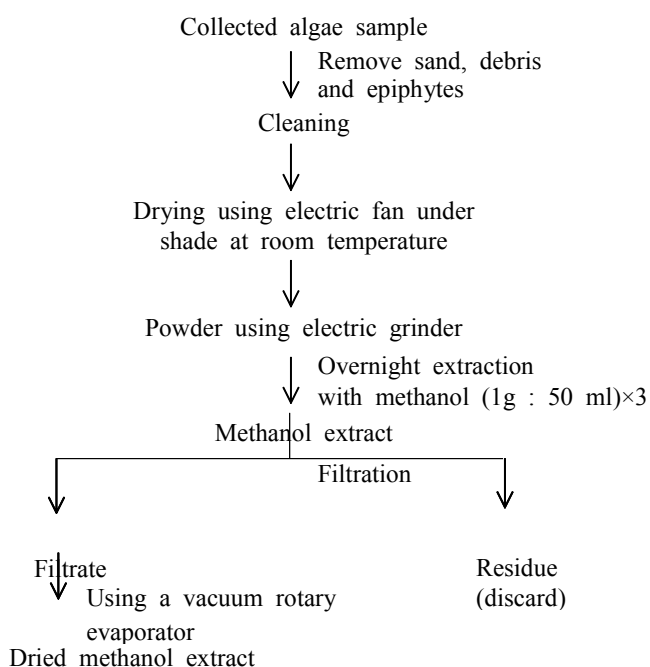 Collected algae sample
Remove sand, debris
and epiphytes
Cleaning
Drying using electric fan under
shade at room temperature
Powder using electric grinder
Overnight extraction
with methanol (1g : 50 ml)×3
Methanol extract
Filtration
Filtrate
Residue
(discard)
Using a vacuum rotary
evaporator
Dried methanol extract